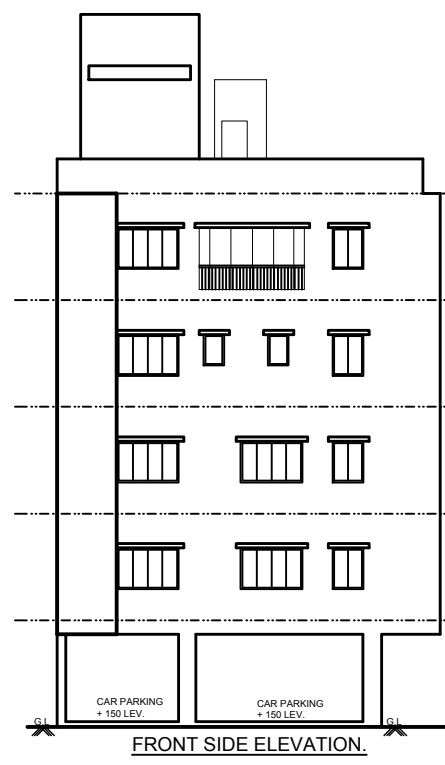 CAR PARKING
+ 150 LEV.
CAR PARKING
+ 150 LEV.
G.L
G.L
FRONT SIDE ELEVATION.